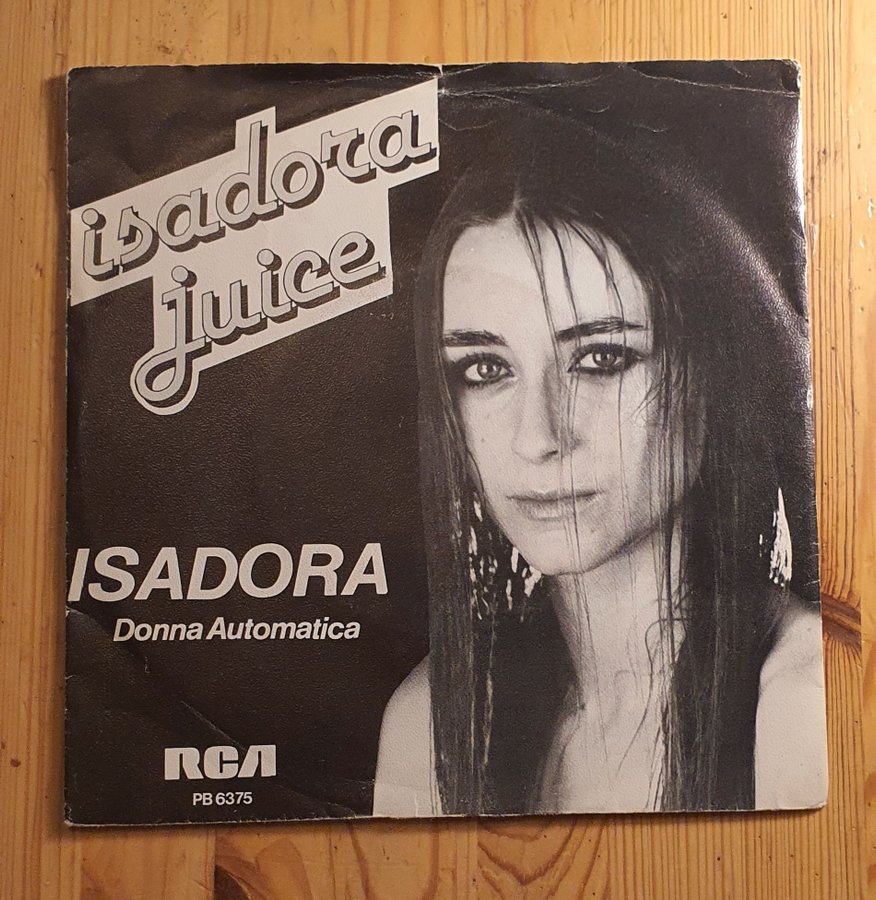 isadora
juice
ISADORA
Donna Automatica
RCA
PB 6375